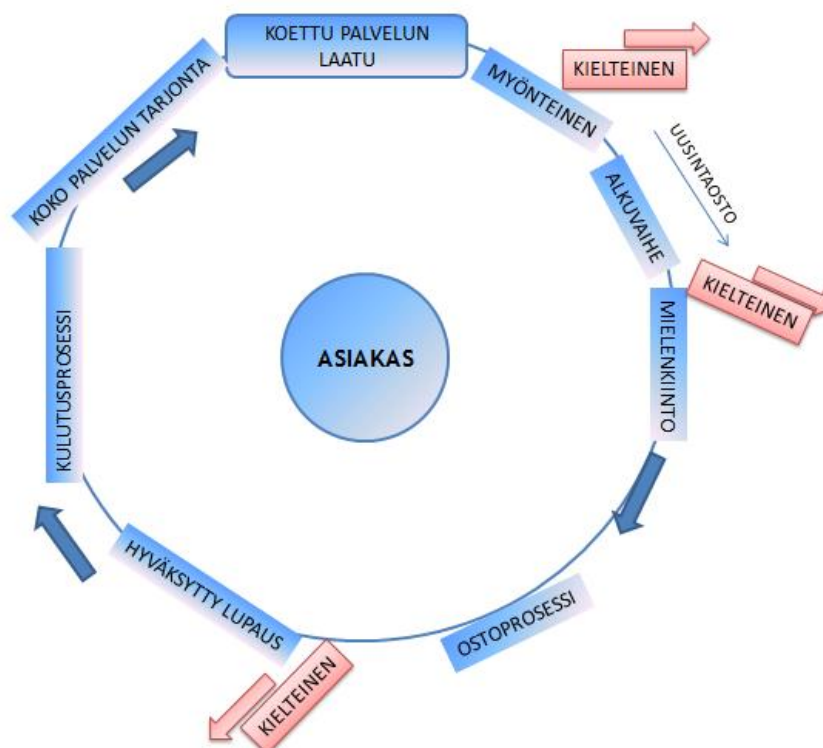 KOETTU PALVELUN
LAATU
MYÖNTEINEN
KIELTEINEN
UUSINTAOSTO
ALKUVAIHE
KIELTEINEN
MIELENKIINTO
OSTOPROSESSI
KIELTEINEN
HYVÄKSYTTY LUPAUS
KULUTUSPROSESSI
KOKO PALVELUN TARJONTA
ASIAKAS